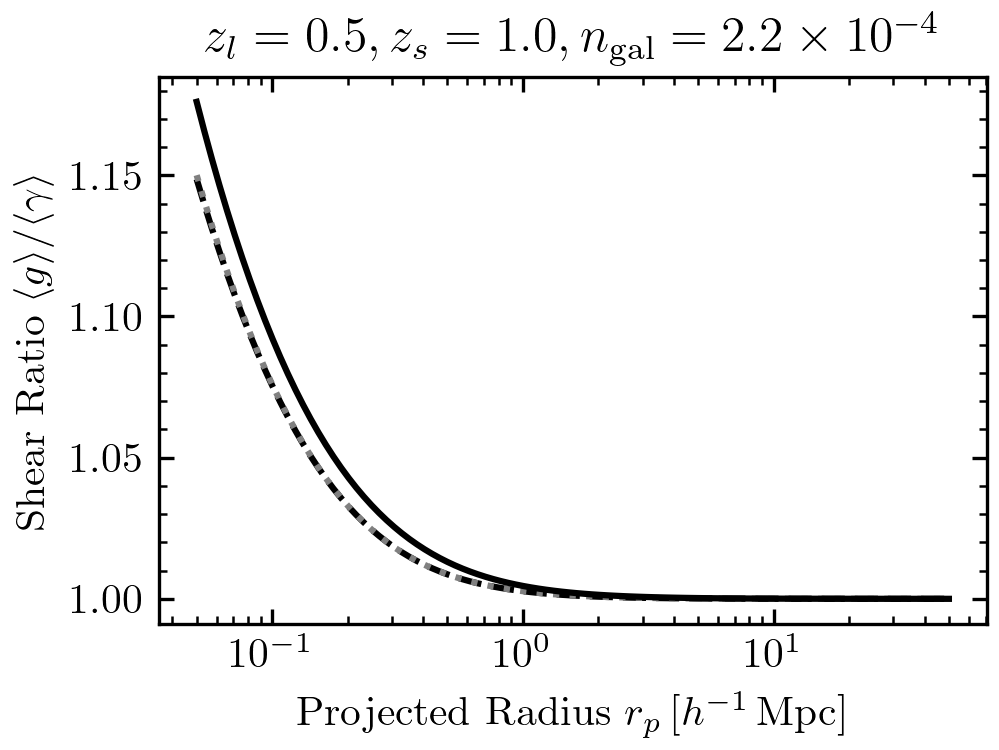 z_l = 0.5, z_s = 1.0, n_gal = 2.2 × 10^−4
Shear Ratio ⟨g⟩/⟨γ⟩
1.15
1.10
1.05
1.00
10^−1 10^0 10^1
Projected Radius r_p [h^−1 Mpc]